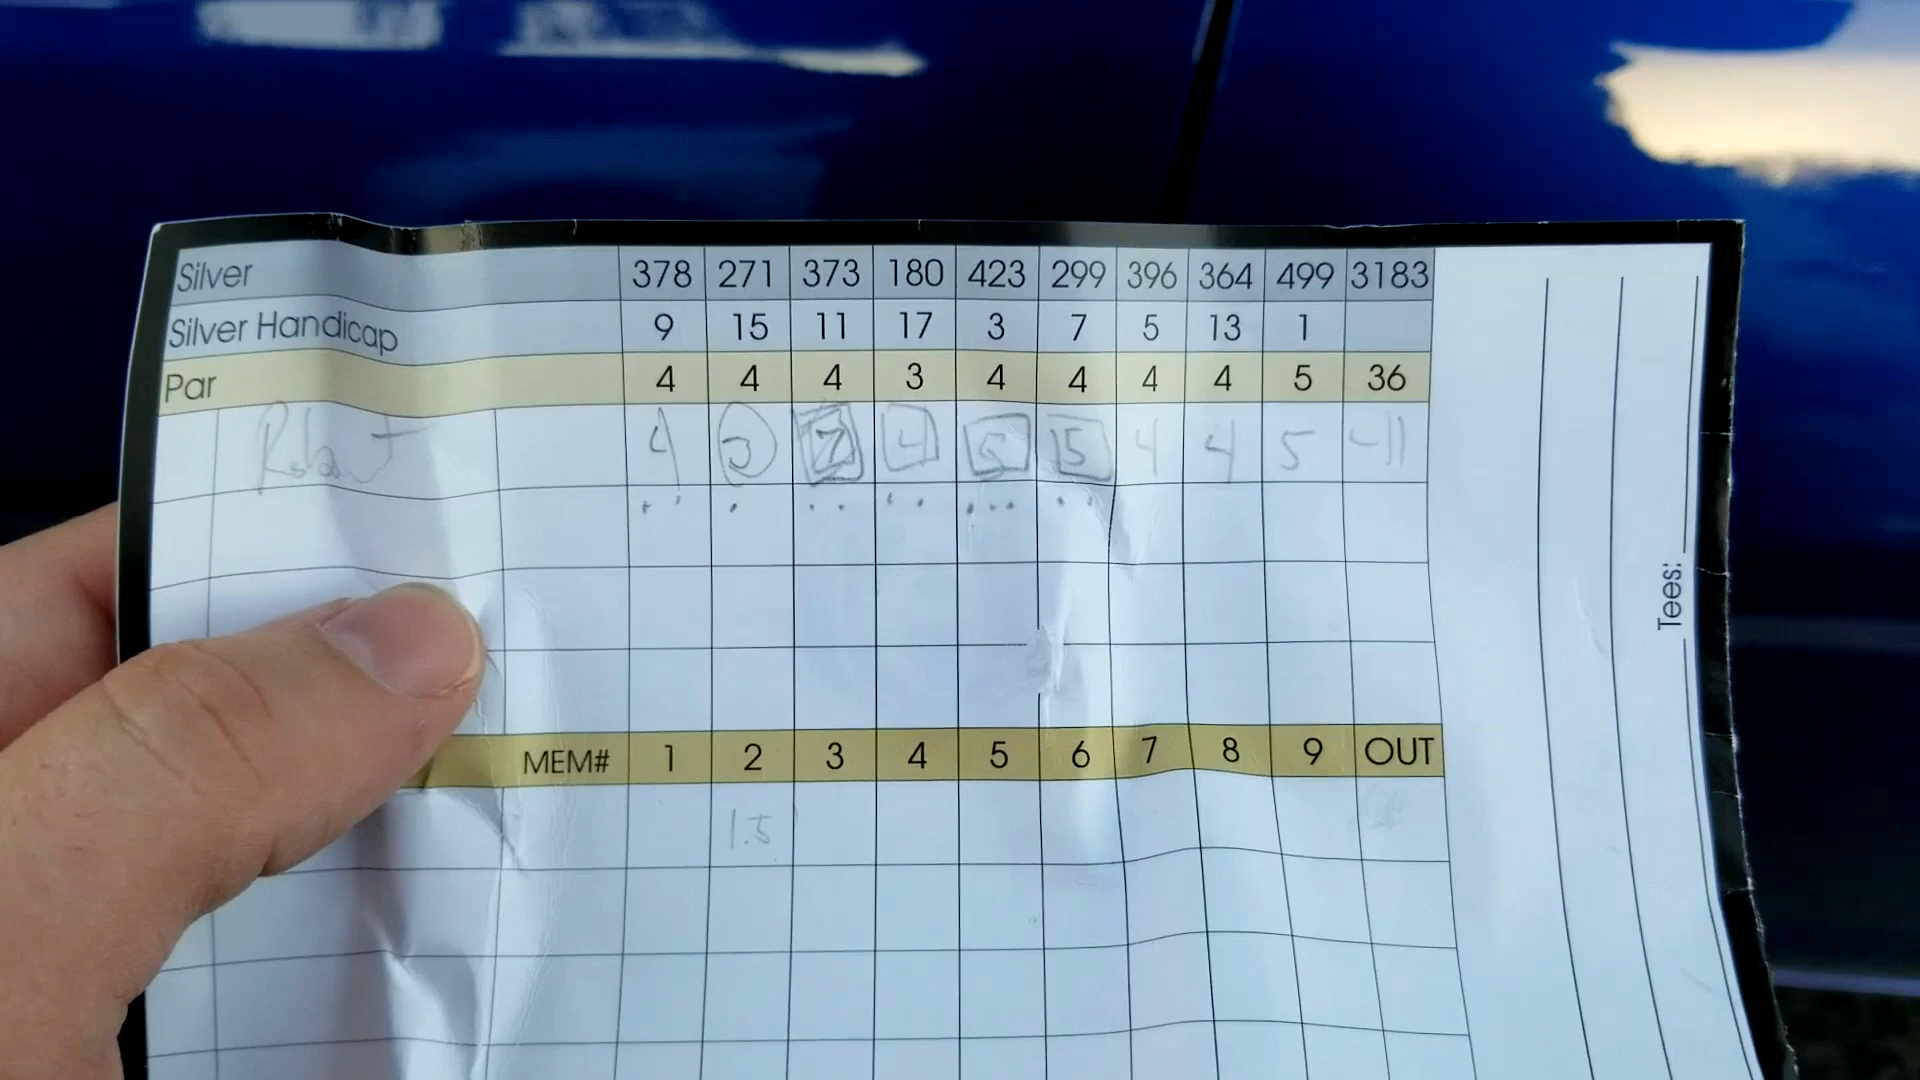 Silver 378 271 373 180 423 299 396 364 499 3183
Silver Handicap 9 15 11 17 3 7 5 13 1
Par 4 4 4 3 4 4 4 4 5 36
Robert 4 3 7 4 5 5 4 4 5 41
MEM# 1 2 3 4 5 6 7 8 9 OUT
1.5
Tees: